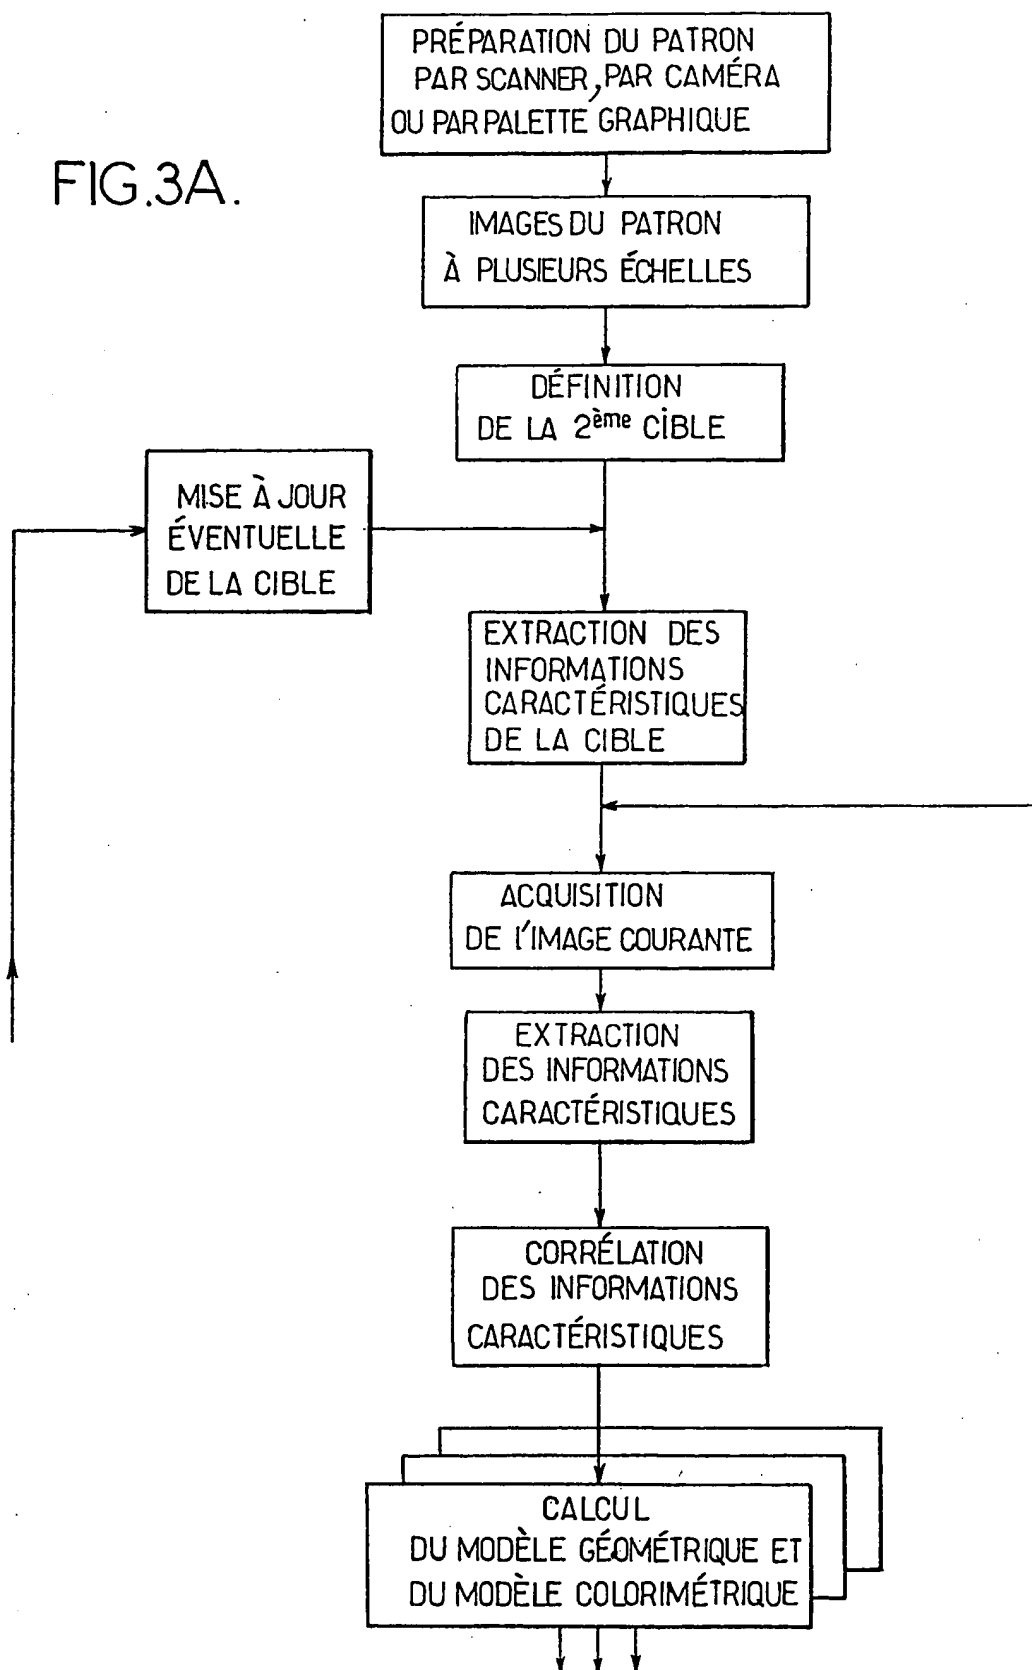 PRÉPARATION DU PATRON
PAR SCANNER, PAR CAMÉRA
OU PAR PALETTE GRAPHIQUE
FIG.3A.
IMAGES DU PATRON
À PLUSIEURS ÉCHELLES
DÉFINITION
DE LA 2ème CIBLE
MISE À JOUR
ÉVENTUELLE
DE LA CIBLE
EXTRACTION DES
INFORMATIONS
CARACTÉRISTIQUES
DE LA CIBLE
ACQUISITION
DE l'IMAGE COURANTE
EXTRACTION
DES INFORMATIONS
CARACTÉRISTIQUES
CORRÉLATION
DES INFORMATIONS
CARACTÉRISTIQUES
CALCUL
DU MODÈLE GÉOMÉTRIQUE ET
DU MODÈLE COLORIMÉTRIQUE